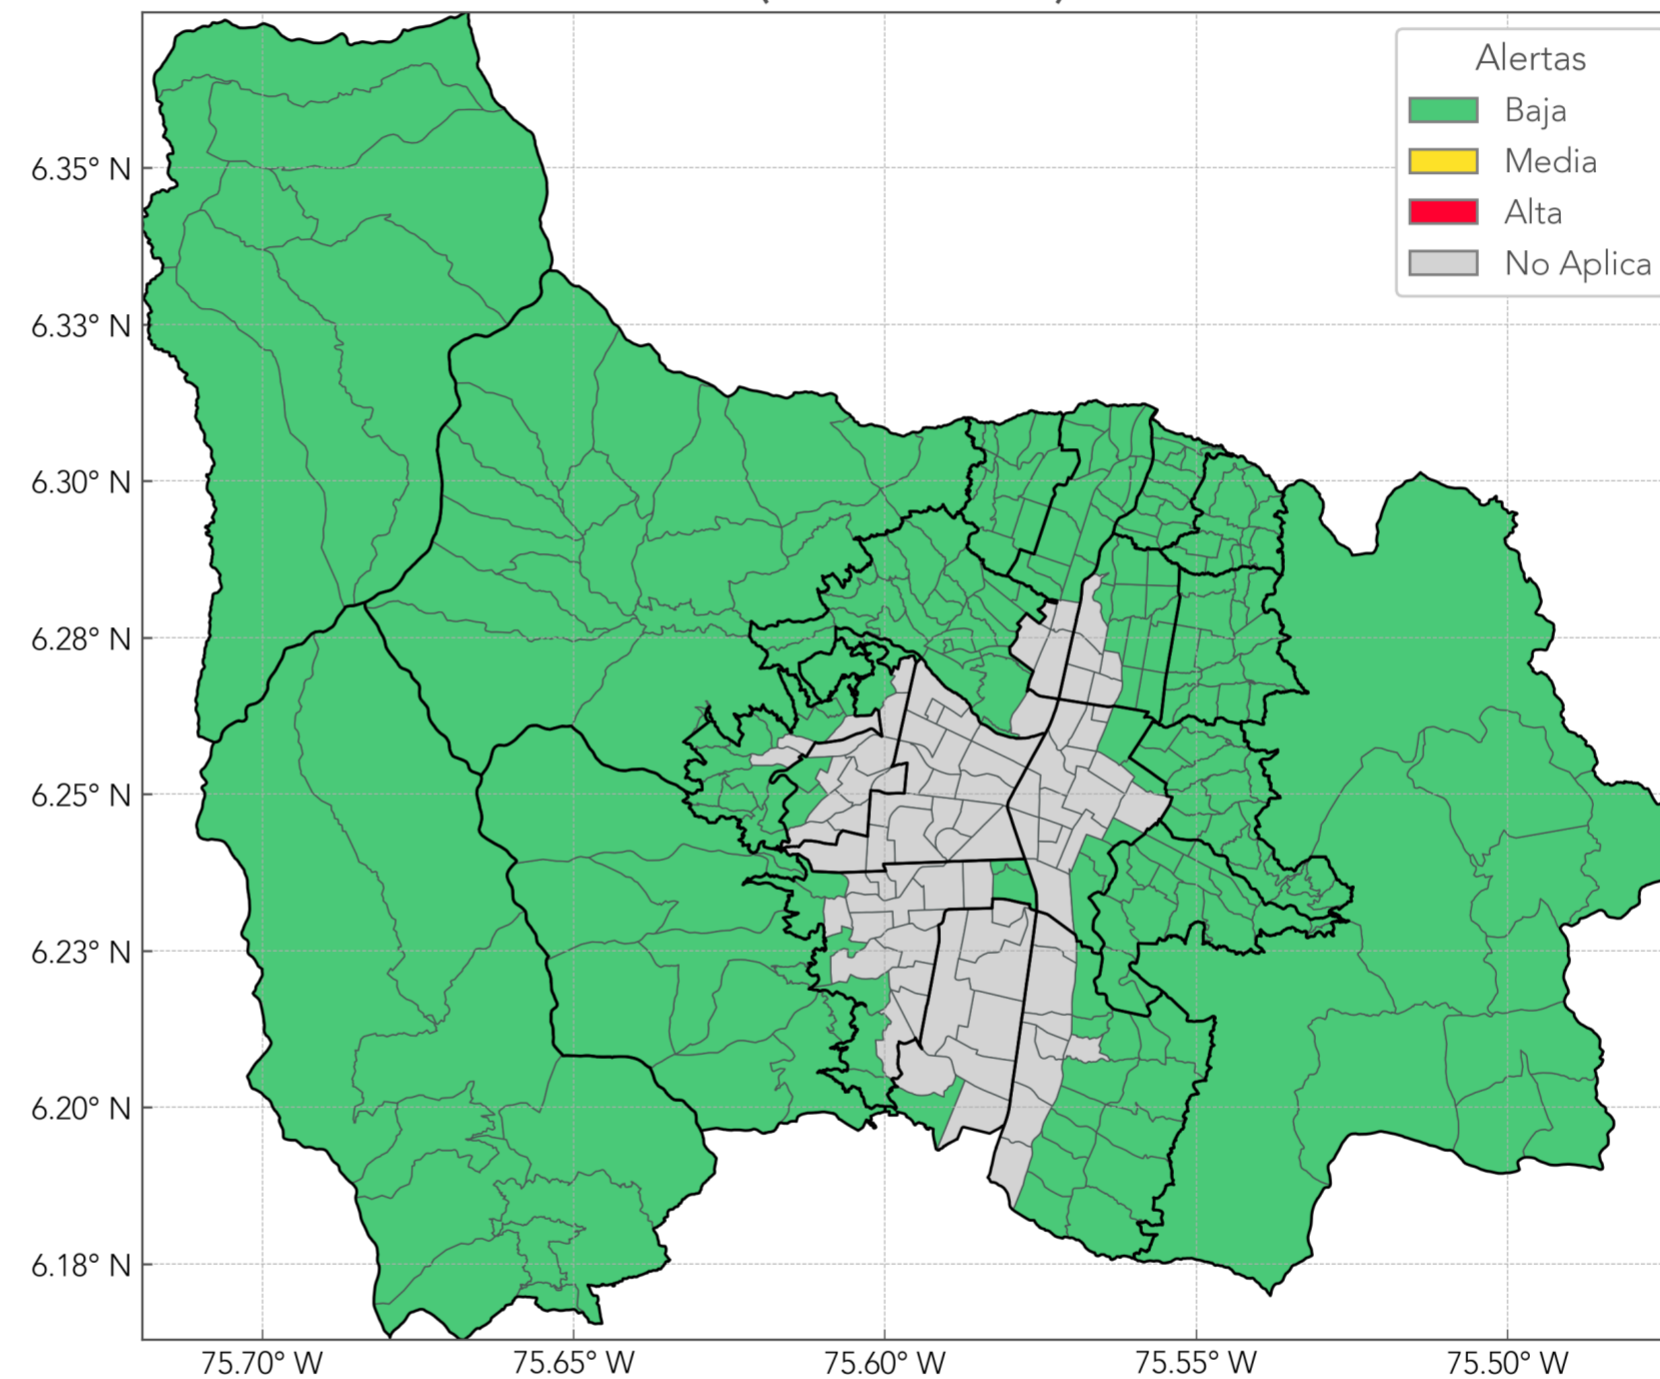 Alertas
Baja
Media
Alta
No Aplica
6.35° N
6.33° N
6.30° N
6.28° N
6.25° N
6.23° N
6.20° N
6.18° N
75.70° W 75.65° W 75.60° W 75.55° W 75.50° W